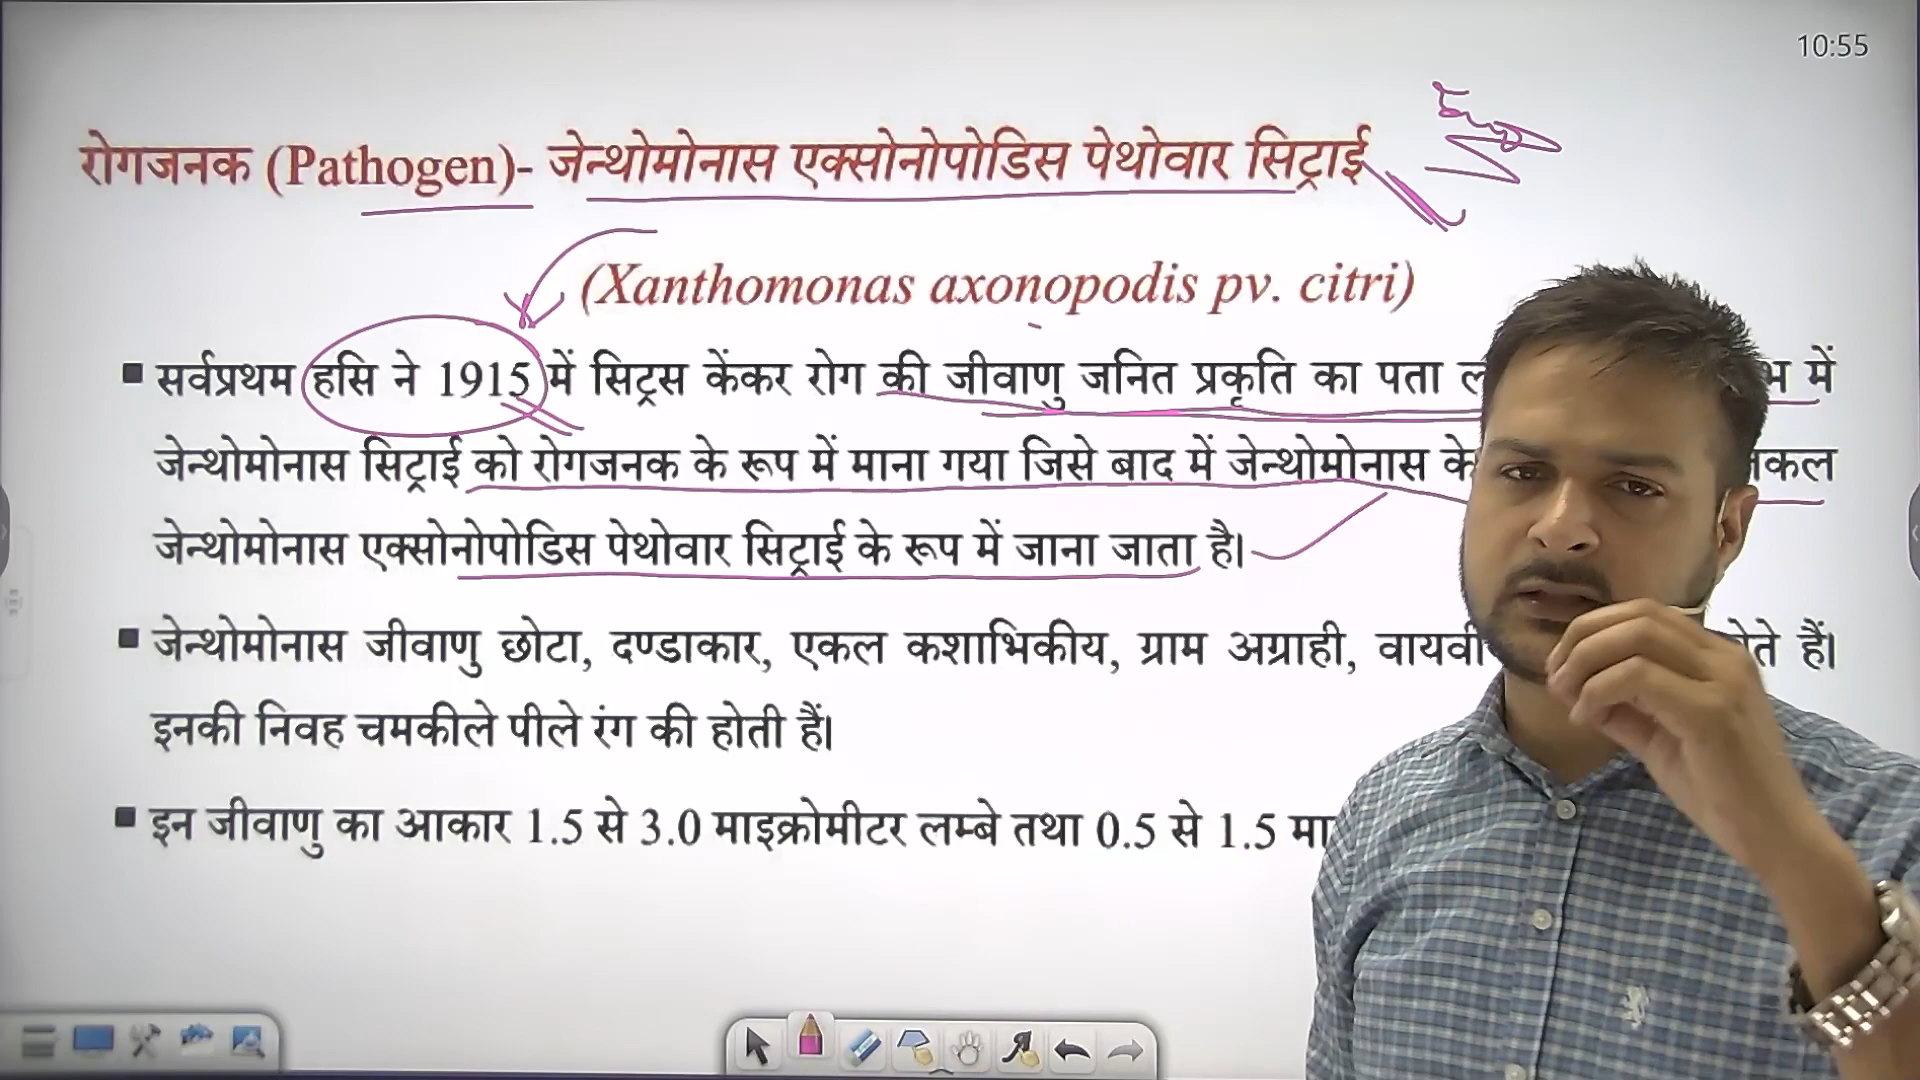 10:55
रोगजनक (Pathogen)- जेन्थोमोनास एक्सोनोपोडिस पेथोवार सिट्राई
(Xanthomonas axonopodis pv. citri)
▪ सर्वप्रथम हसि ने 1915 में सिट्रस केंकर रोग की जीवाणु जनित प्रकृति का पता में
जेन्थोमोनास सिट्राई को रोगजनक के रूप में माना गया जिसे बाद में जेन्थोमोनास के
जेन्थोमोनास एक्सोनोपोडिस पेथोवार सिट्राई के रूप में जाना जाता है।
▪ जेन्थोमोनास जीवाणु छोटा, दण्डाकार, एकल कशाभिकीय, ग्राम अग्राही, हैं।
इनकी निवह चमकीले पीले रंग की होती हैं।
▪ इन जीवाणु का आकार 1.5 से 3.0 माइक्रोमीटर लम्बे तथा 0.5 से 1.5